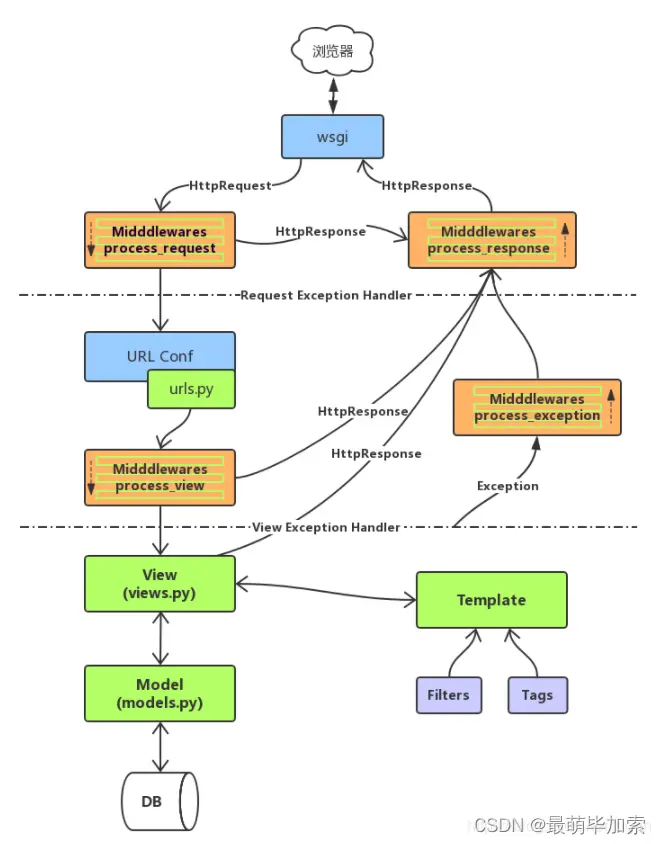 浏览器
wsgi
HttpRequest
HttpResponse
Midddlewares
process_request
HttpResponse
Midddlewares
process_response
Request Exception Handler
URL Conf
urls.py
Midddlewares
process_exception
HttpResponse
HttpResponse
Midddlewares
process_view
Exception
View Exception Handler
View
(views.py)
Template
Model
(models.py)
Filters
Tags
DB
CSDN @最萌毕加索